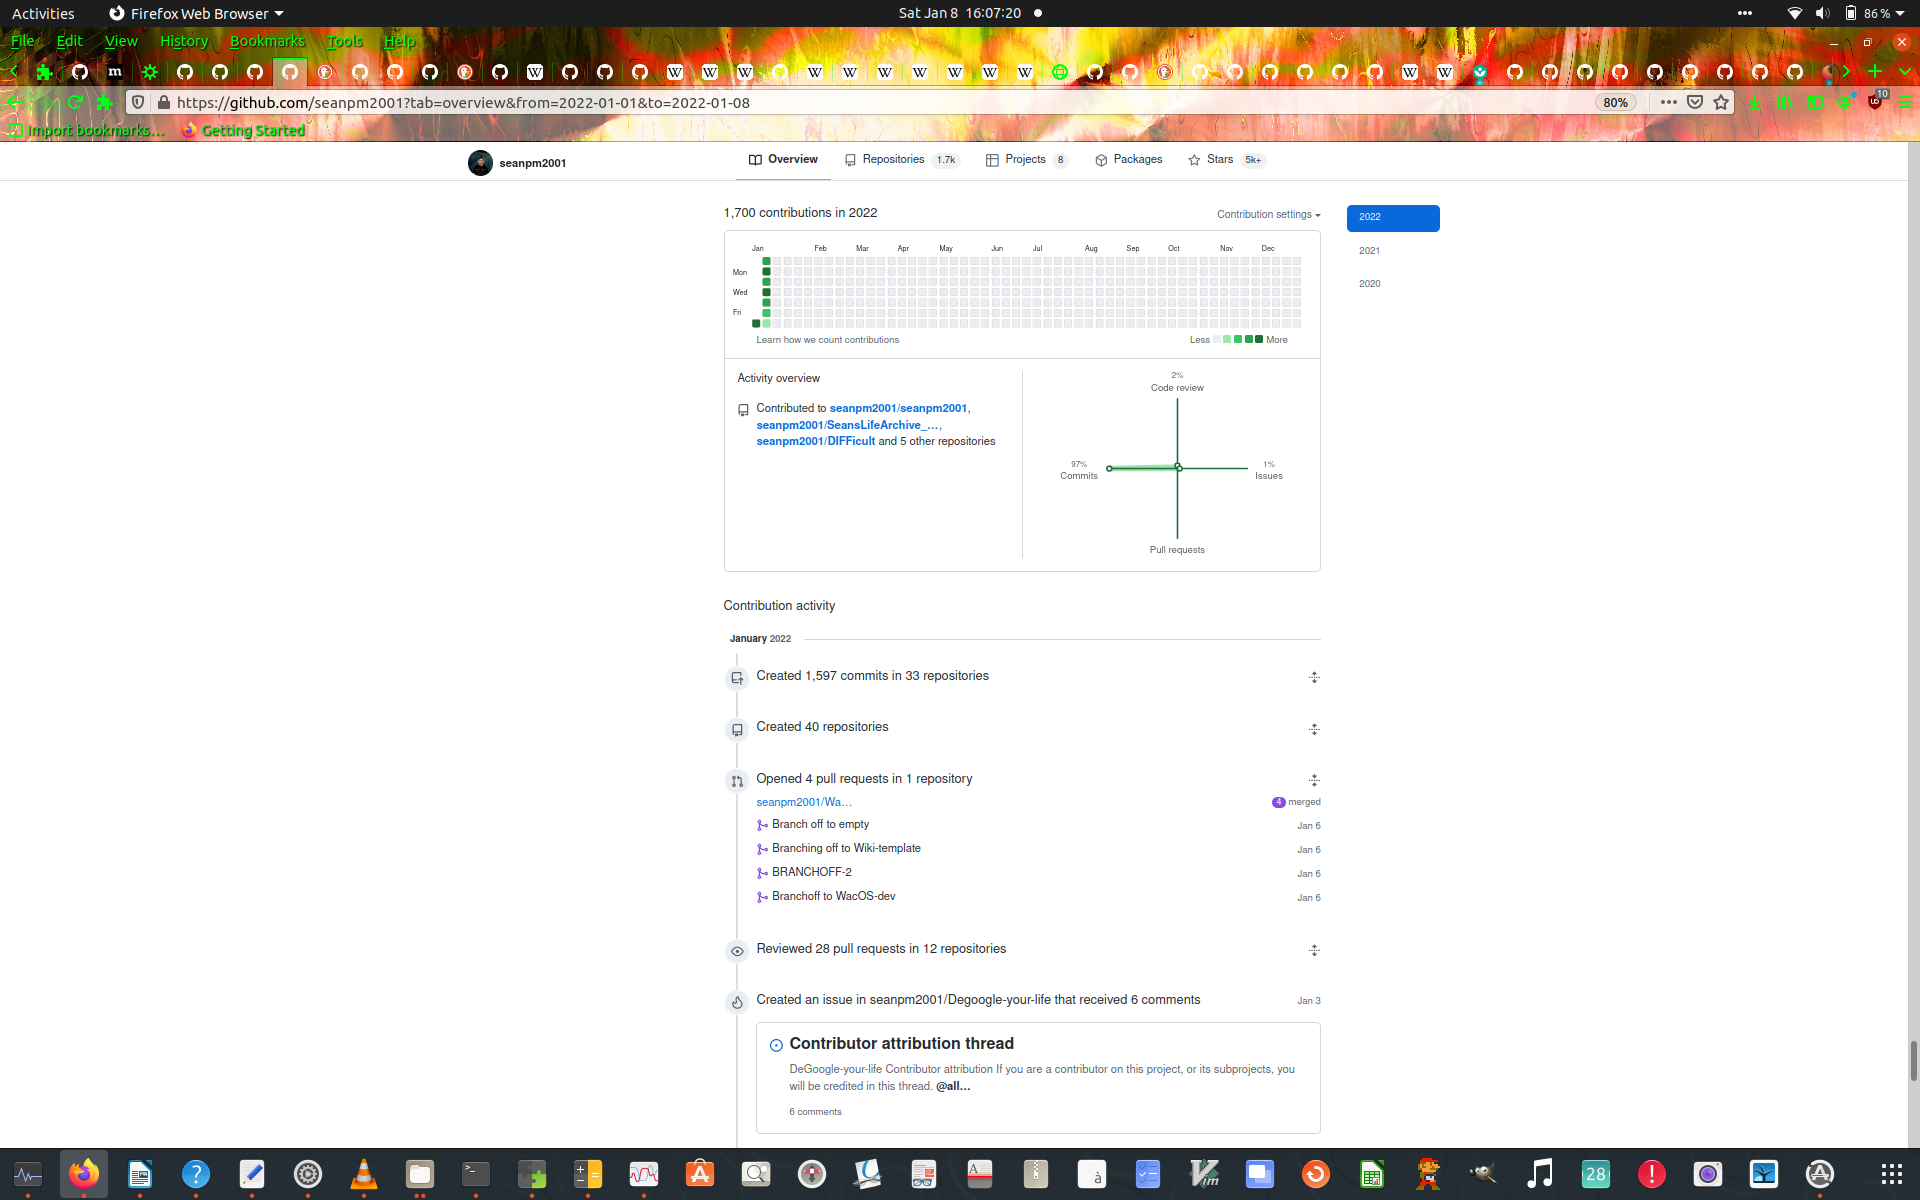 Activities
Firefox Web Browser
Sat Jan 8 16:07:20
86 %
File Edit View History Bookmarks Tools Help
https://github.com/seanpm2001?tab=overview&from=2022-01-01&to=2022-01-08
80%
10
Import bookmarks...
Getting Started
seanpm2001
Overview
Repositories 1.7k
Projects 8
Packages
Stars 5k+
1,700 contributions in 2022
Contribution settings
2022
2021
2020
Jan Feb Mar Apr May Jun Jul Aug Sep Oct Nov Dec
Mon
Wed
Fri
Learn how we count contributions
Less More
Activity overview
Contributed to seanpm2001/seanpm2001,
seanpm2001/SeansLifeArchive_…,
seanpm2001/DIFFicult and 5 other repositories
2%
Code review
97%
Commits
1%
Issues
Pull requests
Contribution activity
January 2022
Created 1,597 commits in 33 repositories
Created 40 repositories
Opened 4 pull requests in 1 repository
seanpm2001/Wa…
4 merged
Branch off to empty Jan 6
Branching off to Wiki-template Jan 6
BRANCHOFF-2 Jan 6
Branchoff to WacOS-dev Jan 6
Reviewed 28 pull requests in 12 repositories
Created an issue in seanpm2001/Degoogle-your-life that received 6 comments Jan 3
Contributor attribution thread
DeGoogle-your-life Contributor attribution If you are a contributor on this project, or its subprojects, you
will be credited in this thread. @all…
6 comments
28